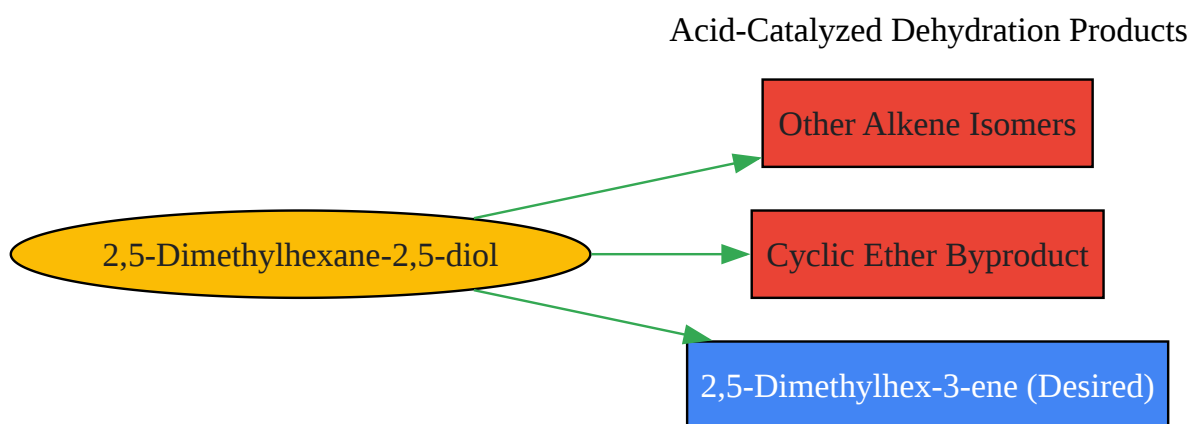 Acid-Catalyzed Dehydration Products
Other Alkene Isomers
2,5-Dimethylhexane-2,5-diol
Cyclic Ether Byproduct
2,5-Dimethylhex-3-ene (Desired)